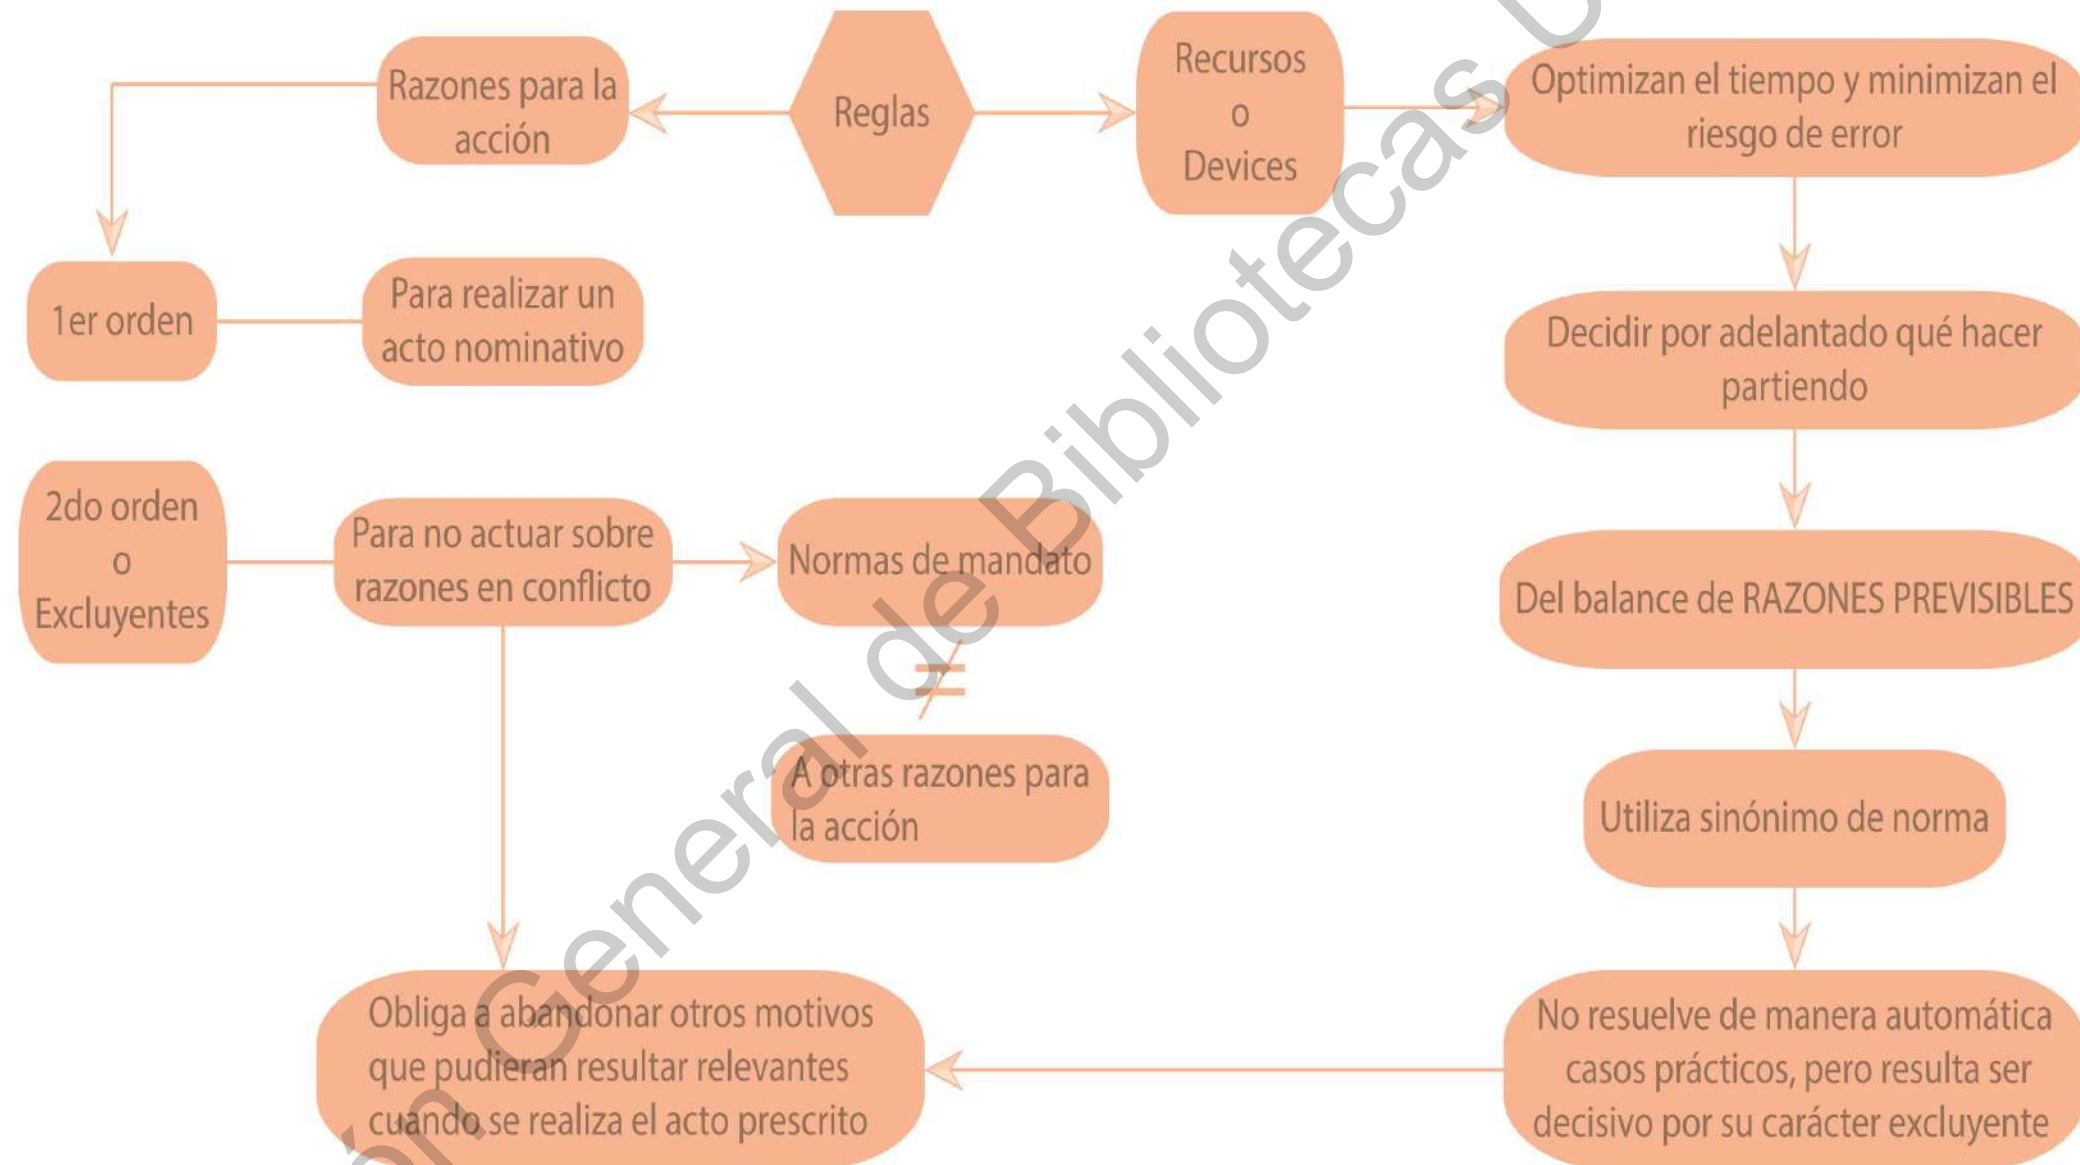 Razones para la
acción
Reglas
Recursos
o
Devices
Optimizan el tiempo y minimizan el
riesgo de error
1er orden
Para realizar un
acto nominativo
Decidir por adelantado qué hacer
partiendo
2do orden
o
Excluyentes
Para no actuar sobre
razones en conflicto
Normas de mandato
≠
A otras razones para
la acción
Del balance de RAZONES PREVISIBLES
Utiliza sinónimo de norma
Obliga a abandonar otros motivos
que pudieran resultar relevantes
cuando se realiza el acto prescrito
No resuelve de manera automática
casos prácticos, pero resulta ser
decisivo por su carácter excluyente
ón General de Bibliotecas U